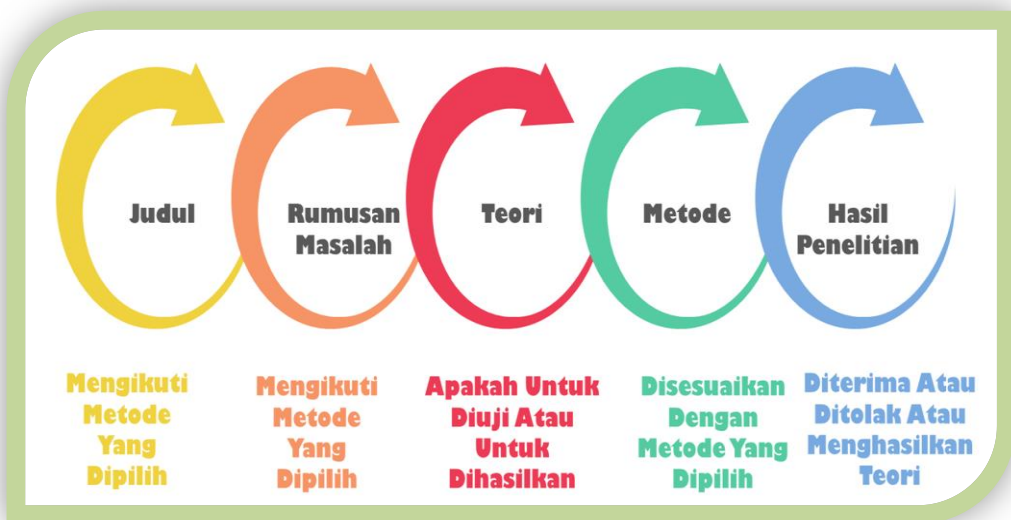 Judul
Rumusan
Masalah
Teori
Metode
Hasil
Penelitian
Mengikuti
Metode
Yang
Dipilih
Mengikuti
Metode
Yang
Dipilih
Apakah Untuk
Diuji Atau
Untuk
Dihasilkan
Disesuaikan
Dengan
Metode Yang
Dipilih
Diterima Atau
Ditolak Atau
Menghasilkan
Teori